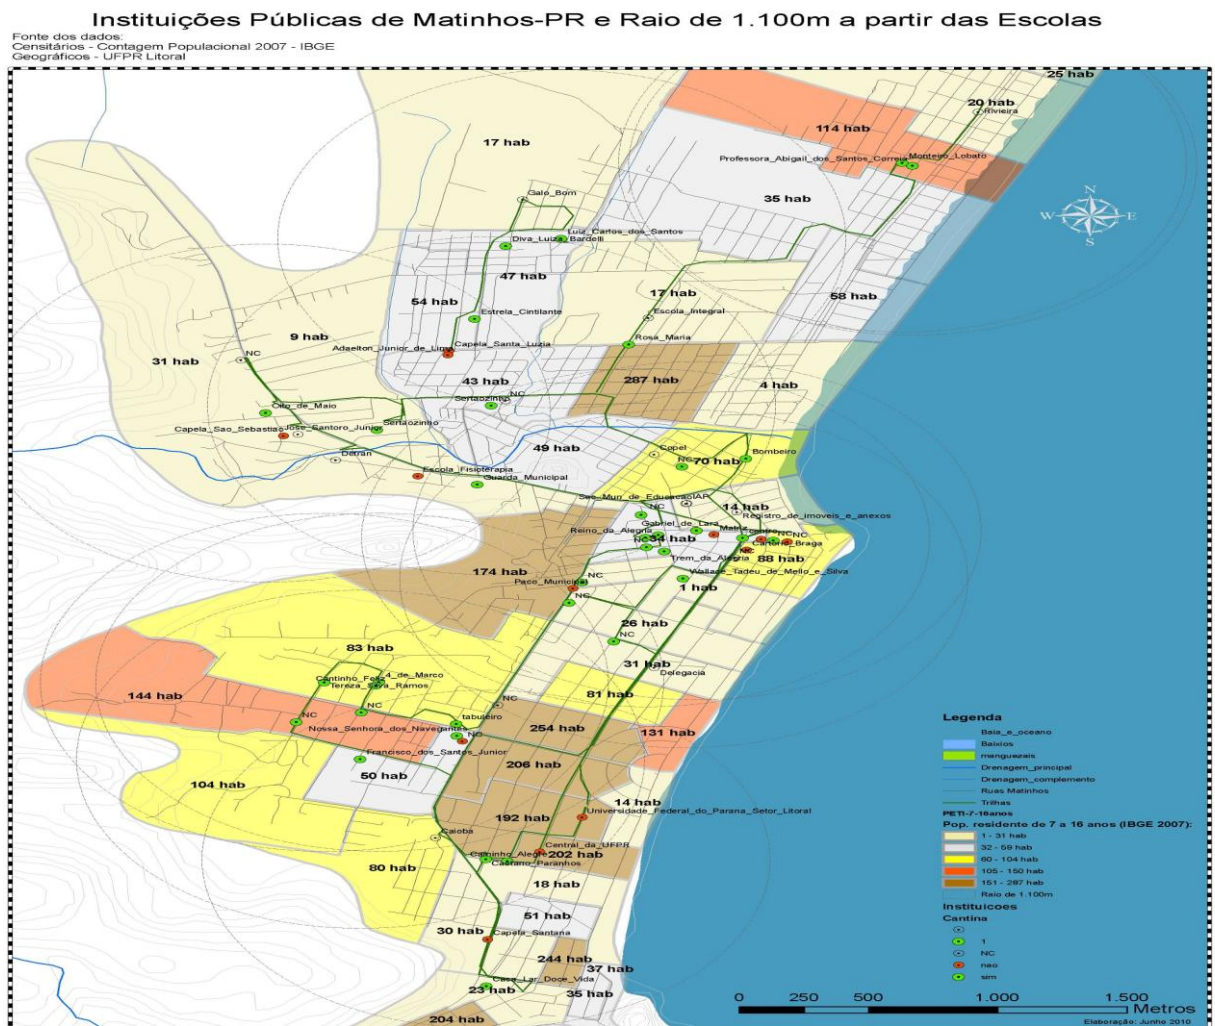 Instituições Públicas de Matinhos-PR e Raio de 1.100m a partir das Escolas
Fonte dos dados:
Censitários - Contagem Populacional 2007 - IBGE
Geográficos - UFPR Litoral
25 hab
20 hab
Rivieira
114 hab
17 hab
Professora_Abigail_dos_Santos_Correia
Monteiro_Lobato
Galo_Bom
35 hab
N
W
E
S
Luiz_Carlos_dos_Santos
Diva_Luiza_Bardelli
47 hab
54 hab
17 hab
58 hab
Estrela_Cintilante
Escola_Integral
9 hab
31 hab
NC
Rosa_Maria
Adaelton_Junior_de_Lima
Capela_Santa_Luzia
43 hab
287 hab
4 hab
NC
Sertaozinho
Oito_de_Maio
Capela_Sao_Sebastiao
Jose_Santoro_Junior
Sertaozinho
Detran
49 hab
Copel
NC
70 hab
Bombeiro
Escola_Fisioterapia
Guarda_Municipal
Sec_Mun_de_Educacao
IAP
14 hab
NC
Registro_de_imoveis_e_anexos
Gabriel_de_Lara
Reino_da_Alegria
Matriz
34 hab
NC
NC
Cartorio_Braga
NC
Trem_da_Alegria
88 hab
174 hab
Paco_Municipal
NC
Wallace_Tadeu_de_Mello_e_Silva
1 hab
NC
26 hab
NC
83 hab
31 hab
Delegacia
Cantinho_Feliz
4_de_Marco
Tereza_Silva_Ramos
81 hab
144 hab
NC
NC
NC
tabuleiro
Nossa_Senhora_dos_Navegantes
NC
254 hab
131 hab
Legenda
Francisco_dos_Santos_Junior
206 hab
Baia_e_oceano
Baixios
manguezais
50 hab
104 hab
Drenagem_principal
Drenagem_complemento
Ruas Matinhos
Trilhas
14 hab
192 hab
Universidade_Federal_do_Parana_Setor_Litoral
PETI-7-16anos
Pop. residente de 7 a 16 anos (IBGE 2007):
1 - 31 hab
32 - 59 hab
60 - 104 hab
105 - 150 hab
151 - 287 hab
Raio de 1.100m
Caiobá
Central_da_UFPR
202 hab
Caminho_Alegre
Caetano_Paranhos
80 hab
18 hab
Instituicoes
Cantina
1
NC
nao
sim
51 hab
30 hab
Capela_Santana
244 hab
37 hab
Casa_Lar_Doce_Vida
23 hab
35 hab
204 hab
0 250 500 1.000 1.500
Metros
Elaboração: Junho 2010